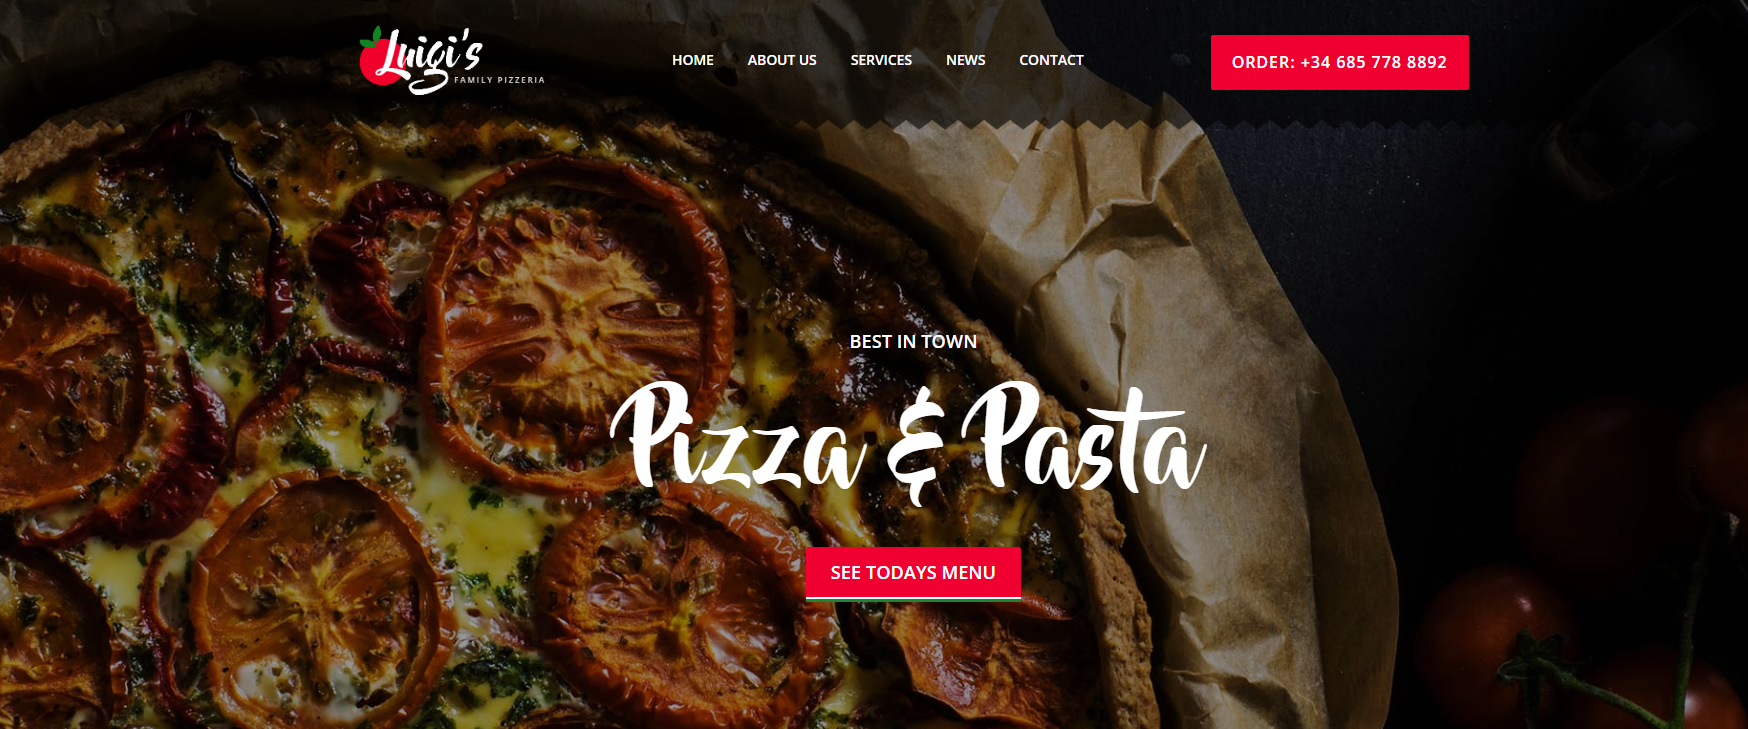 Luigi's
FAMILY PIZZERIA
HOME ABOUT US SERVICES NEWS CONTACT
ORDER: +34 685 778 8892
BEST IN TOWN
Pizza & Pasta
SEE TODAYS MENU